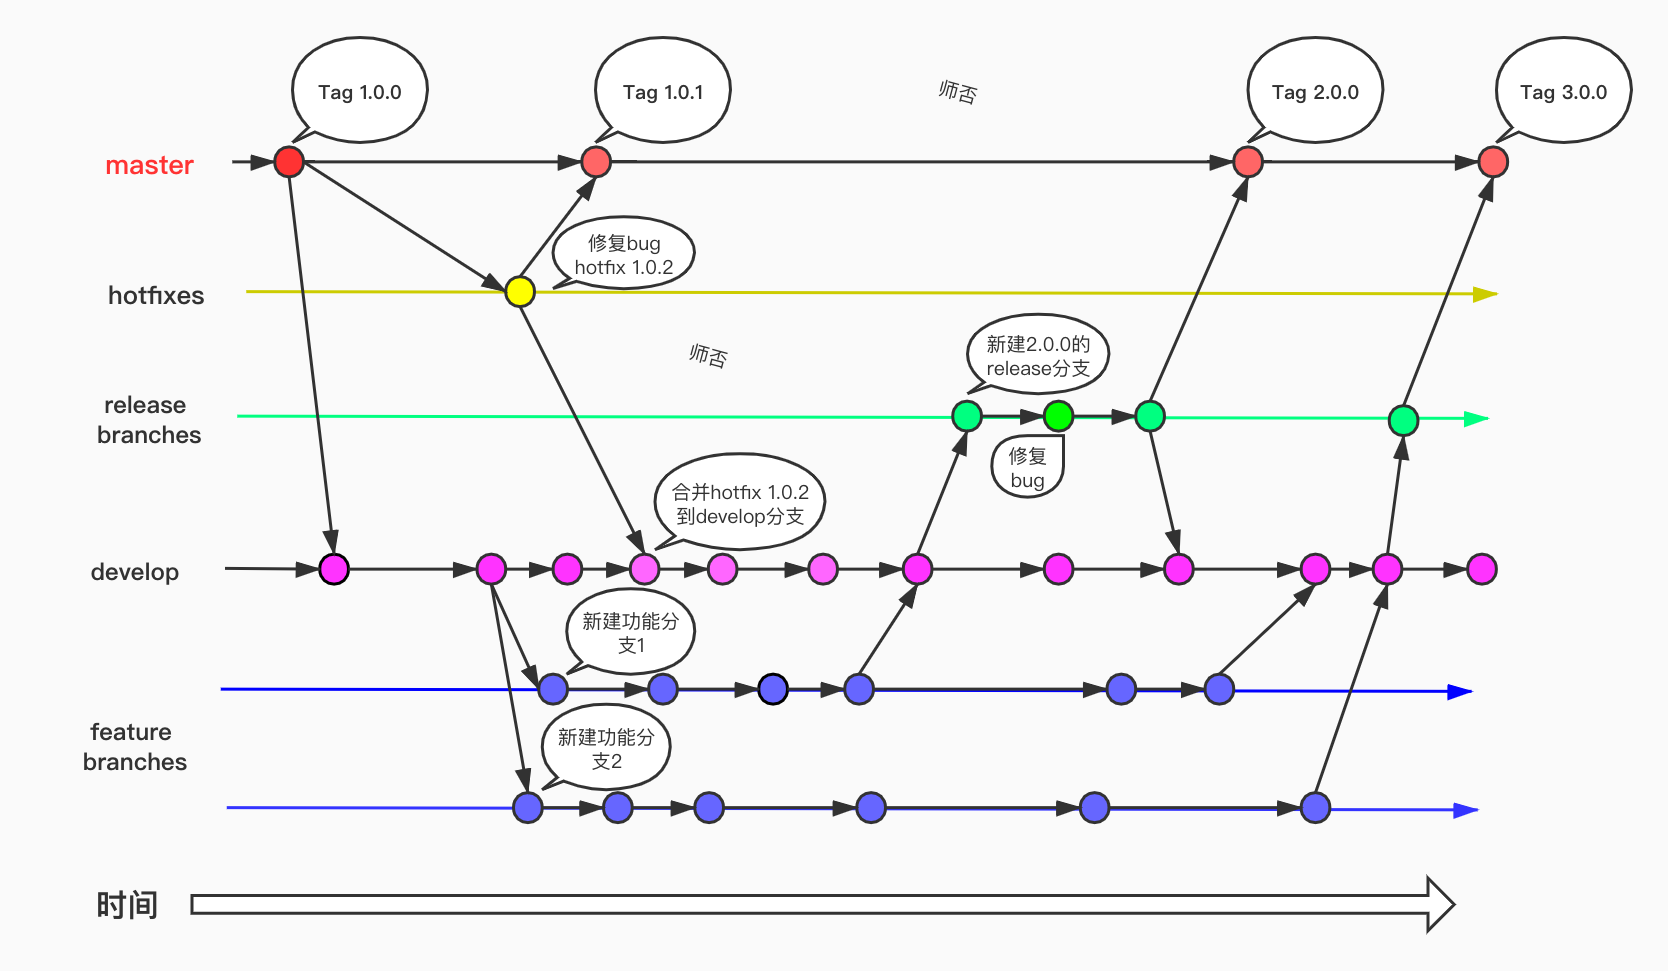 Tag 1.0.0
Tag 1.0.1
师否
Tag 2.0.0
Tag 3.0.0
master
修复bug
hotfix 1.0.2
hotfixes
师否
新建2.0.0的
release分支
release
branches
修复
bug
合并hotfix 1.0.2
到develop分支
develop
新建功能分
支1
feature
branches
新建功能分
支2
时间